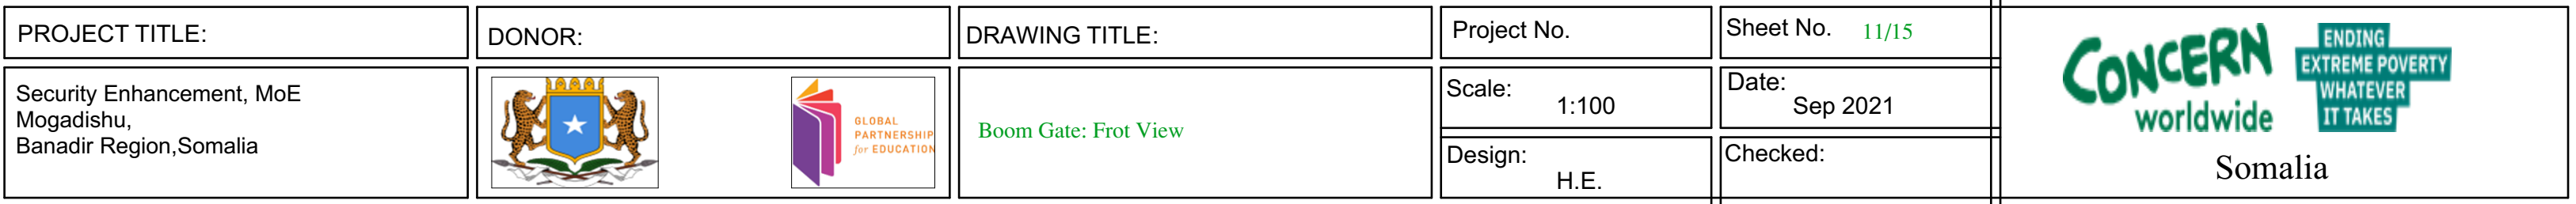 PROJECT TITLE:
Security Enhancement, MoE
Mogadishu,
Banadir Region,Somalia
DONOR:
GLOBAL
PARTNERSHIP
for EDUCATION
DRAWING TITLE:
Boom Gate: Frot View
Project No.
Scale:
1:100
Design:
H.E.
Sheet No. 11/15
Date:
Sep 2021
Checked:
CONCERN
worldwide
ENDING
EXTREME POVERTY
WHATEVER
IT TAKES
Somalia